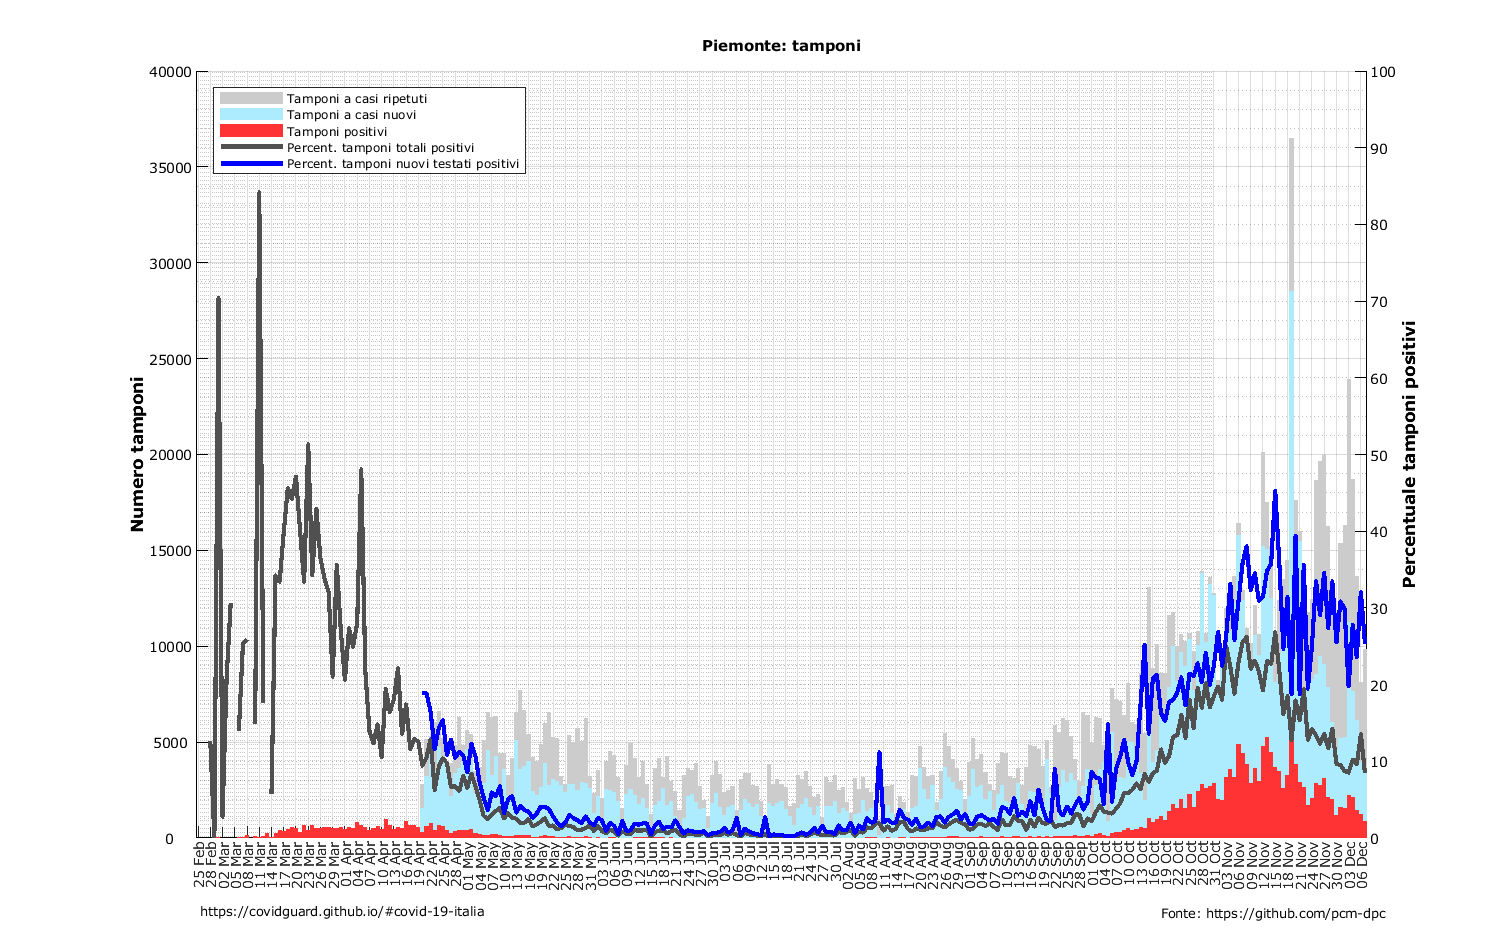 Piemonte: tamponi
Tamponi a casi ripetuti
Tamponi a casi nuovi
Tamponi positivi
Percent. tamponi totali positivi
Percent. tamponi nuovi testati positivi
Numero tamponi
40000
35000
30000
25000
20000
15000
10000
5000
0
Percentuale tamponi positivi
100
90
80
70
60
50
40
30
20
10
0
25 Feb
28 Feb
02 Mar
05 Mar
08 Mar
11 Mar
14 Mar
17 Mar
20 Mar
23 Mar
26 Mar
29 Mar
01 Apr
04 Apr
07 Apr
10 Apr
13 Apr
16 Apr
19 Apr
22 Apr
25 Apr
28 Apr
01 May
04 May
07 May
10 May
13 May
16 May
19 May
22 May
25 May
28 May
31 May
03 Jun
06 Jun
09 Jun
12 Jun
15 Jun
18 Jun
21 Jun
24 Jun
27 Jun
30 Jun
03 Jul
06 Jul
09 Jul
12 Jul
15 Jul
18 Jul
21 Jul
24 Jul
27 Jul
30 Jul
02 Aug
05 Aug
08 Aug
11 Aug
14 Aug
17 Aug
20 Aug
23 Aug
26 Aug
29 Aug
01 Sep
04 Sep
07 Sep
10 Sep
13 Sep
16 Sep
19 Sep
22 Sep
25 Sep
28 Sep
01 Oct
04 Oct
07 Oct
10 Oct
13 Oct
16 Oct
19 Oct
22 Oct
25 Oct
28 Oct
31 Oct
03 Nov
06 Nov
09 Nov
12 Nov
15 Nov
18 Nov
21 Nov
24 Nov
27 Nov
30 Nov
03 Dec
06 Dec
https://covidguard.github.io/#covid-19-italia
Fonte: https://github.com/pcm-dpc